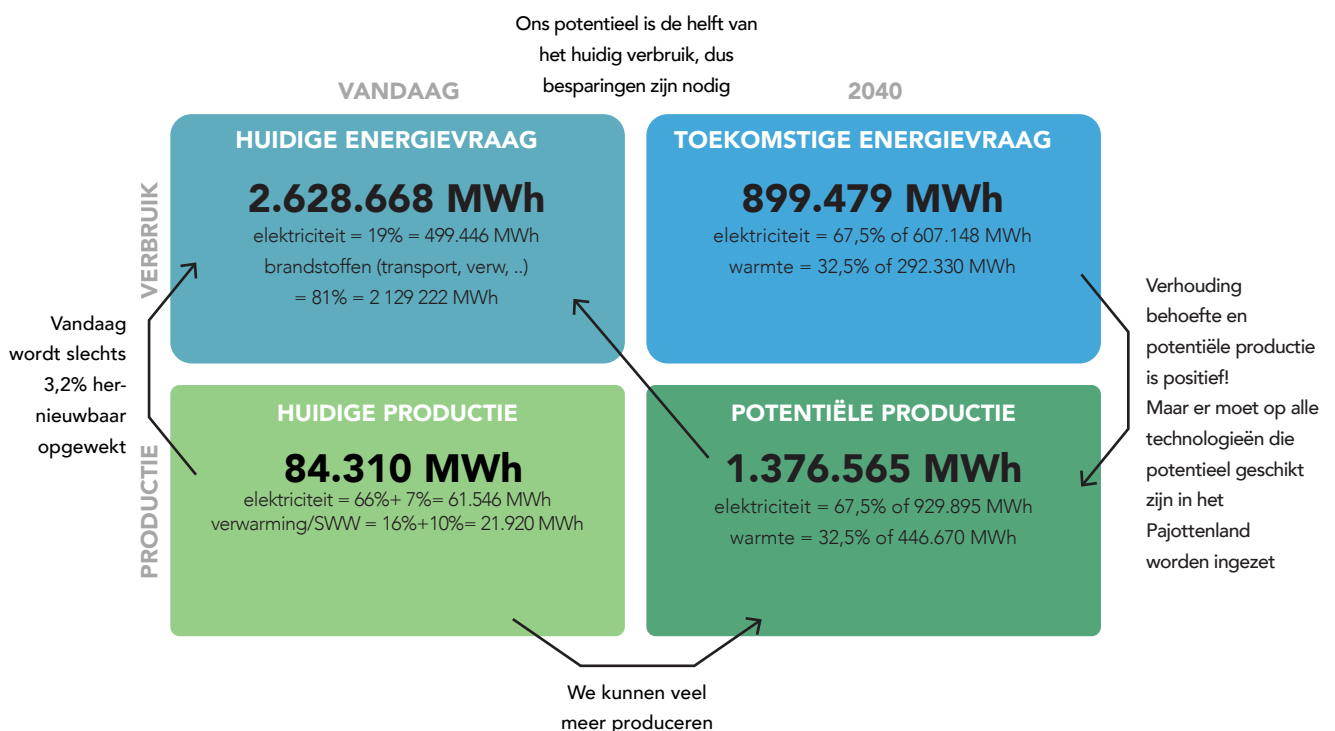 Ons potentieel is de helft van
het huidig verbruik, dus
besparingen zijn nodig
VANDAAG
2040
VERBRUIK
HUIDIGE ENERGIEVRAAG
2.628.668 MWh
elektriciteit = 19% = 499.446 MWh
brandstoffen (transport, verw, ..)
= 81% = 2 129 222 MWh
TOEKOMSTIGE ENERGIEVRAAG
899.479 MWh
elektriciteit = 67,5% of 607.148 MWh
warmte = 32,5% of 292.330 MWh
Vandaag
wordt slechts
3,2% her-
nieuwbaar
opgewekt
Verhouding
behoefte en
potentiële productie
is positief!
Maar er moet op alle
technologieën die
potentieel geschikt
zijn in het
Pajottenland
worden ingezet
PRODUCTIE
HUIDIGE PRODUCTIE
84.310 MWh
elektriciteit = 66%+ 7%= 61.546 MWh
verwarming/SWW = 16%+10%= 21.920 MWh
POTENTIËLE PRODUCTIE
1.376.565 MWh
elektriciteit = 67,5% of 929.895 MWh
warmte = 32,5% of 446.670 MWh
We kunnen veel
meer produceren